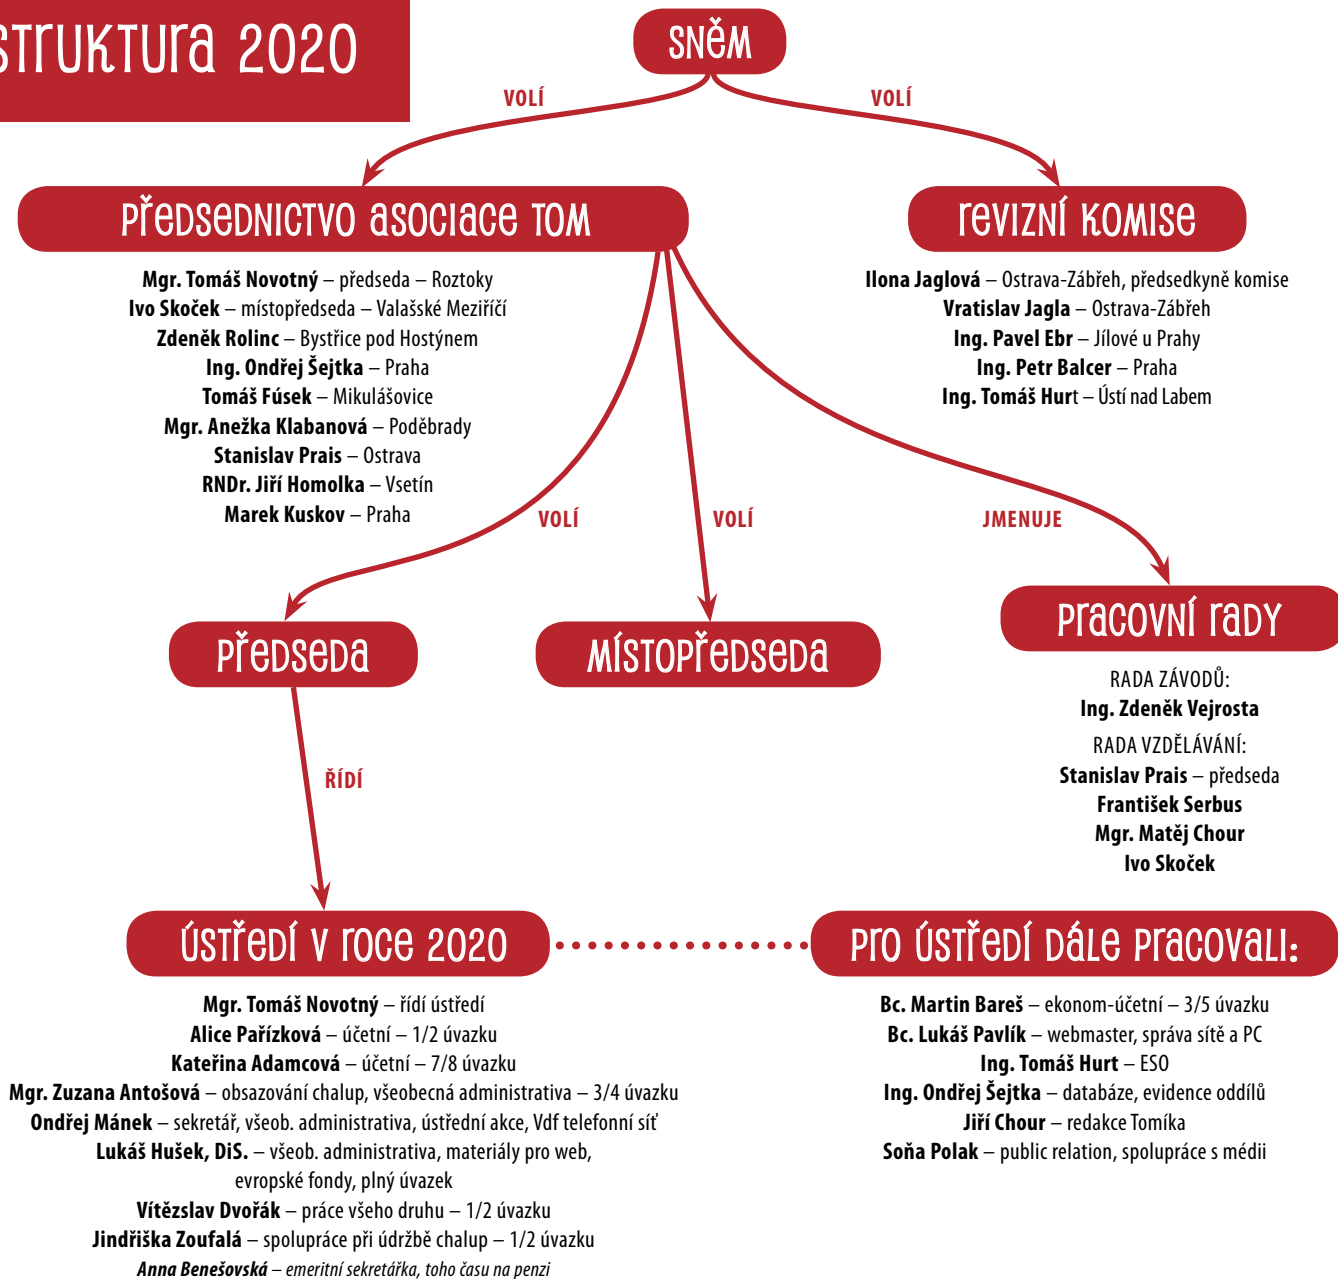 STRUKTURA 2020
SNĚM
VOLÍ
VOLÍ
PŘEDSEDNICTVO ASOCIACE TOM
Mgr. Tomáš Novotný – předseda – Roztoky
Ivo Skoček – místopředseda – Valašské Meziříčí
Zdeněk Rolinc – Bystřice pod Hostýnem
Ing. Ondřej Šejtka – Praha
Tomáš Fúsek – Mikulášovice
Mgr. Anežka Klabanová – Poděbrady
Stanislav Prais – Ostrava
RNDr. Jiří Homolka – Vsetín
Marek Kuskov – Praha
REVIZNÍ KOMISE
Ilona Jaglová – Ostrava-Zábřeh, předsedkyně komise
Vratislav Jagla – Ostrava-Zábřeh
Ing. Pavel Ebr – Jílové u Prahy
Ing. Petr Balcer – Praha
Ing. Tomáš Hurt – Ústí nad Labem
VOLÍ
VOLÍ
JMENUJE
PŘEDSEDA
MÍSTOPŘEDSEDA
PRACOVNÍ RADY
RADA ZÁVODŮ:
Ing. Zdeněk Vejrosta
RADA VZDĚLÁVÁNÍ:
Stanislav Prais – předseda
František Serbus
Mgr. Matěj Chour
Ivo Skoček
ŘÍDÍ
ÚSTŘEDÍ V ROCE 2020
Mgr. Tomáš Novotný – řídí ústředí
Alice Pařízková – účetní – 1/2 úvazku
Kateřina Adamcová – účetní – 7/8 úvazku
Mgr. Zuzana Antošová – obsazování chalup, všeobecná administrativa – 3/4 úvazku
Ondřej Mánek – sekretář, všeob. administrativa, ústřední akce, Vdf telefonní síť
Lukáš Hušek, DiS. – všeob. administrativa, materiály pro web,
evropské fondy, plný úvazek
Vítězslav Dvořák – práce všeho druhu – 1/2 úvazku
Jindřiška Zoufalá – spolupráce při údržbě chalup – 1/2 úvazku
Anna Benešovská – emeritní sekretářka, toho času na penzi
PRO ÚSTŘEDÍ DÁLE PRACOVALI:
Bc. Martin Bareš – ekonom-účetní – 3/5 úvazku
Bc. Lukáš Pavlík – webmaster, správa sítě a PC
Ing. Tomáš Hurt – ESO
Ing. Ondřej Šejtka – databáze, evidence oddílů
Jiří Chour – redakce Tomíka
Soňa Polak – public relation, spolupráce s médii